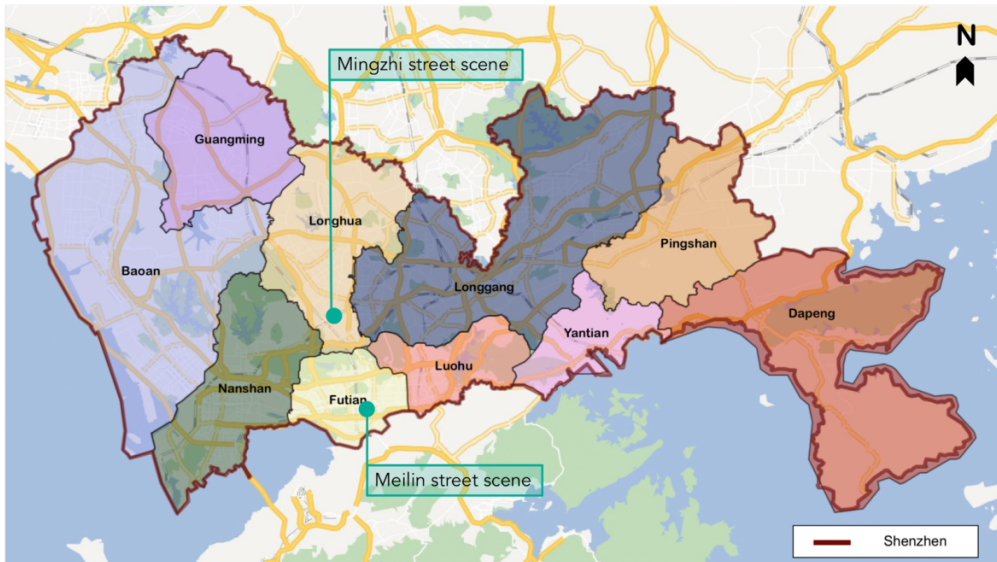 Mingzhi street scene
N
Guangming
Longhua
Pingshan
Baoan
Longgang
Dapeng
Yantian
Luohu
Nanshan
Futian
Meilin street scene
Shenzhen